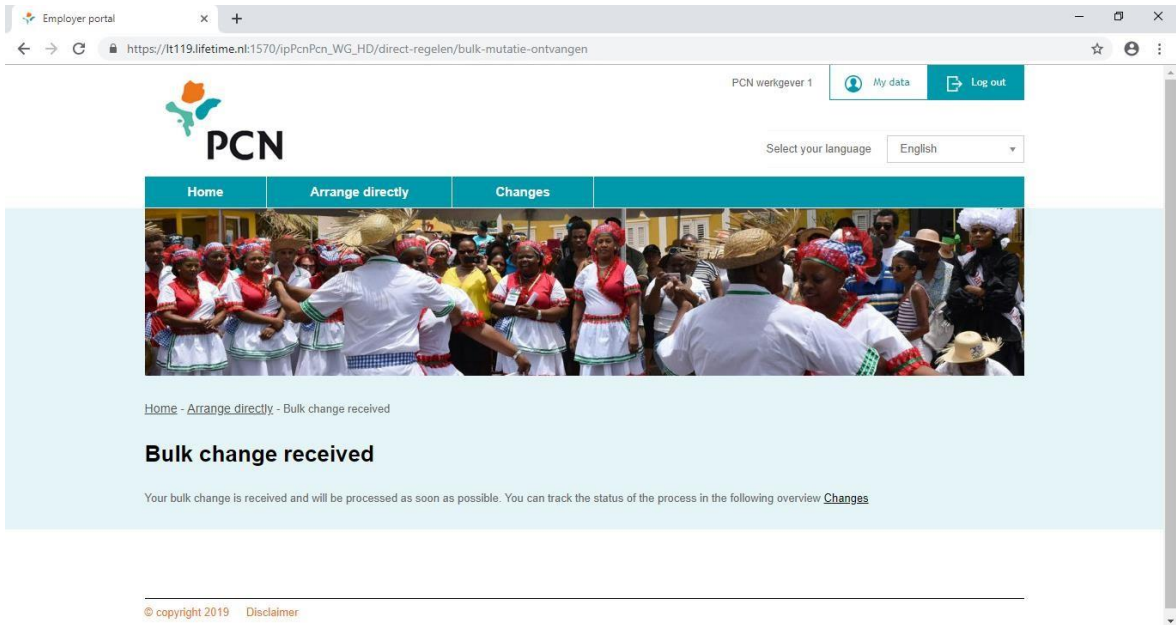 Employer portal
https://lt119.lifetime.nl:1570/ipPcnPcn_WG_HD/direct-regelen/bulk-mutatie-ontvangen
PCN werkgever 1 My data Log out
PCN
Select your language English
Home Arrange directly Changes
Home - Arrange directly - Bulk change received
Bulk change received
Your bulk change is received and will be processed as soon as possible. You can track the status of the process in the following overview Changes
© copyright 2019 Disclaimer